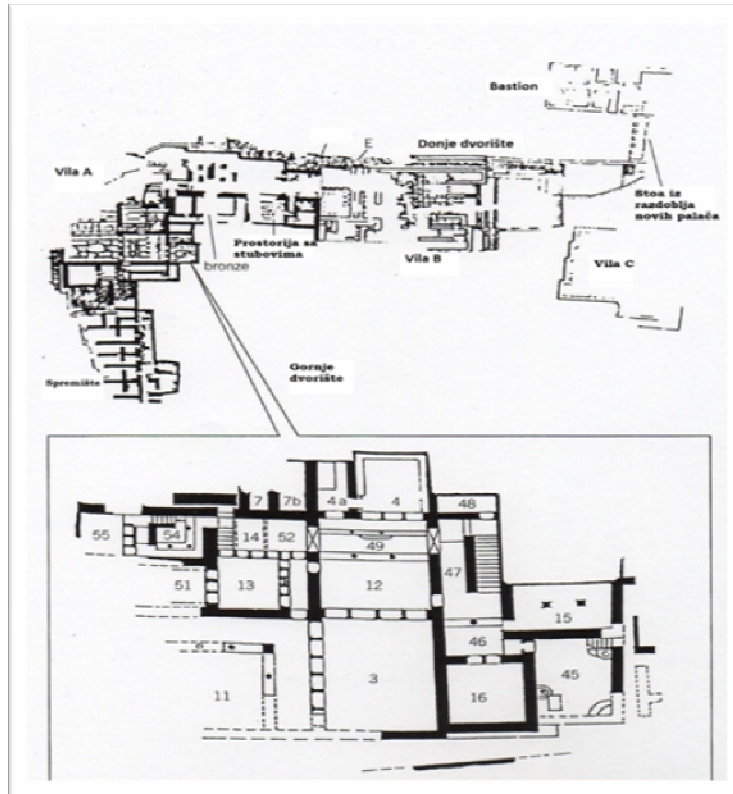 Bastion
E
Donje dvorište
Vila A
Stoa iz
razdoblja
novih palača
Prostorija sa
stubovima
bronze
Vila B
Vila C
Gornje
dvorište
Spremište
7
7b
4a
4
48
55
54
14
52
49
47
51
13
12
15
46
3
45
11
16